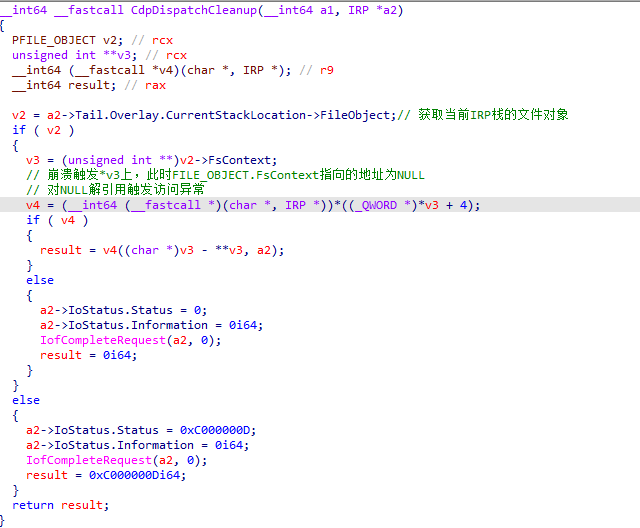 __int64 __fastcall CdpDispatchCleanup(__int64 a1, IRP *a2)
{
  PFILE_OBJECT v2; // rcx
  unsigned int **v3; // rcx
  __int64 (__fastcall *v4)(char *, IRP *); // r9
  __int64 result; // rax

  v2 = a2->Tail.Overlay.CurrentStackLocation->FileObject;// 获取当前IRP栈的文件对象
  if ( v2 )
  {
    v3 = (unsigned int **)v2->FsContext;
    // 崩溃触发*v3上，此时FILE_OBJECT.FsContext指向的地址为NULL
    // 对NULL解引用触发访问异常
    v4 = (__int64 (__fastcall *)(char *, IRP *))*((_QWORD *)*v3 + 4);
    if ( v4 )
    {
      result = v4((char *)v3 - **v3, a2);
    }
    else
    {
      a2->IoStatus.Status = 0;
      a2->IoStatus.Information = 0i64;
      IofCompleteRequest(a2, 0);
      result = 0i64;
    }
  }
  else
  {
    a2->IoStatus.Status = 0xC000000D;
    a2->IoStatus.Information = 0i64;
    IofCompleteRequest(a2, 0);
    result = 0xC000000Di64;
  }
  return result;
}